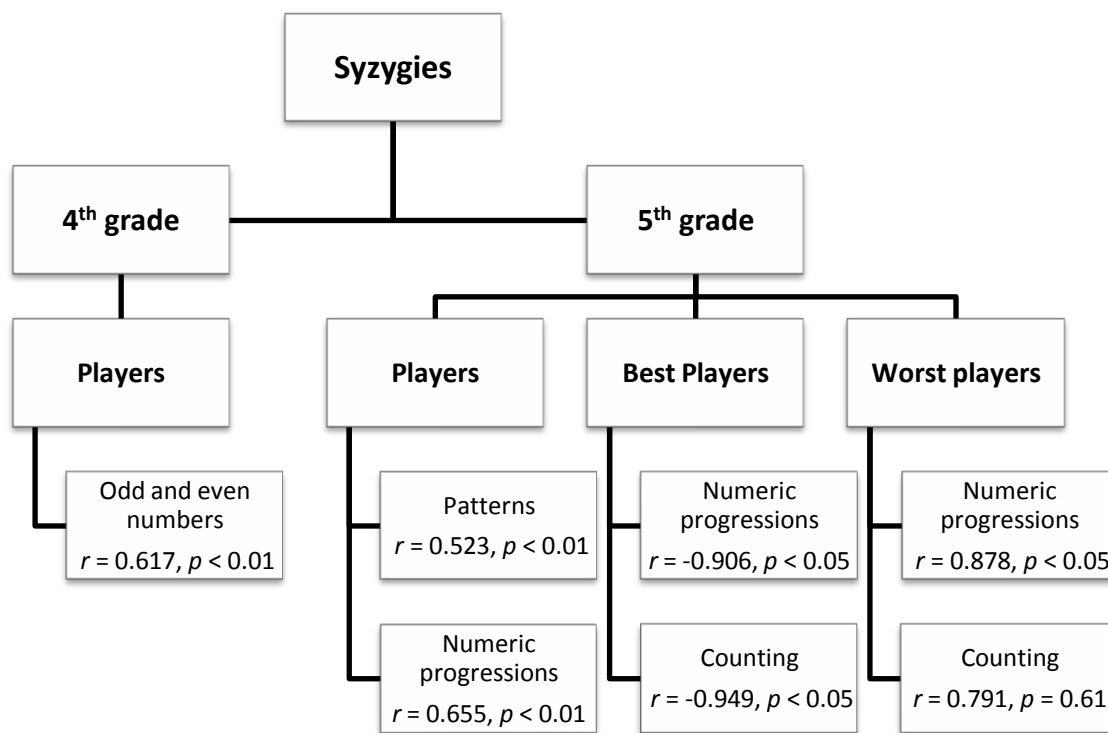 Syzygies
4th grade
5th grade
Players
Players
Best Players
Worst players
Odd and even
numbers
r = 0.617, p < 0.01
Patterns
r = 0.523, p < 0.01
Numeric
progressions
r = -0.906, p < 0.05
Numeric
progressions
r = 0.878, p < 0.05
Numeric
progressions
r = 0.655, p < 0.01
Counting
r = -0.949, p < 0.05
Counting
r = 0.791, p = 0.61